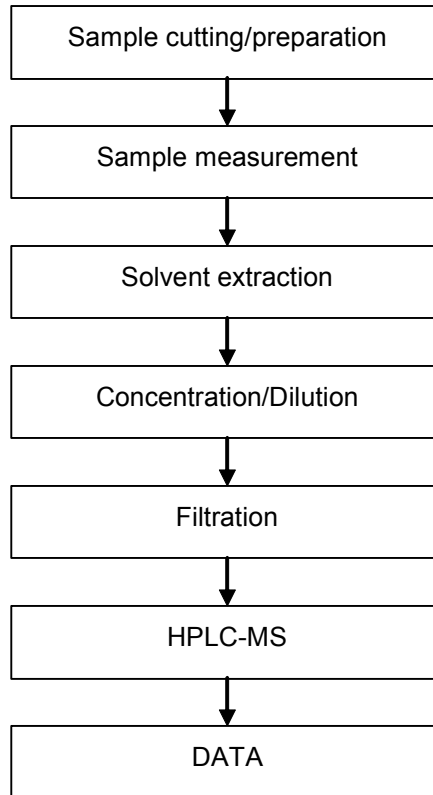 Sample cutting/preparation
Sample measurement
Solvent extraction
Concentration/Dilution
Filtration
HPLC-MS
DATA